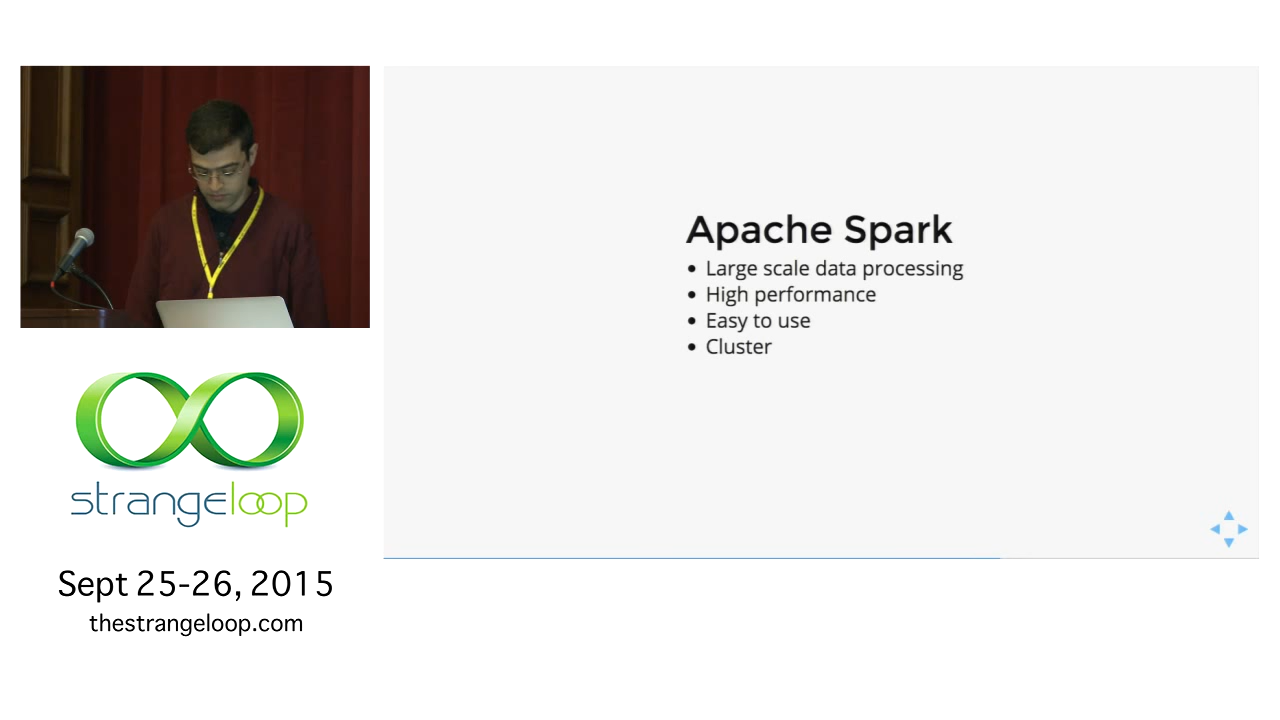 Apache Spark
Large scale data processing
High performance
Easy to use
Cluster
strangeloop
Sept 25-26, 2015
thestrangeloop.com